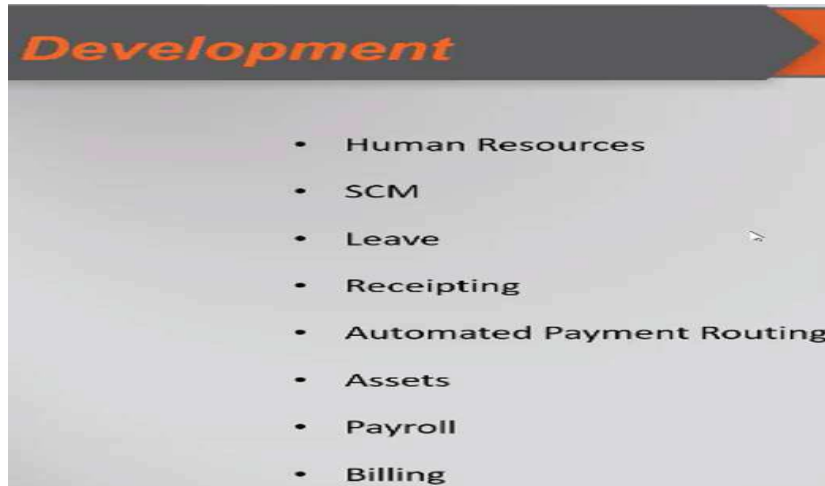 Development
• Human Resources
• SCM
• Leave
• Receipting
• Automated Payment Routing
• Assets
• Payroll
• Billing